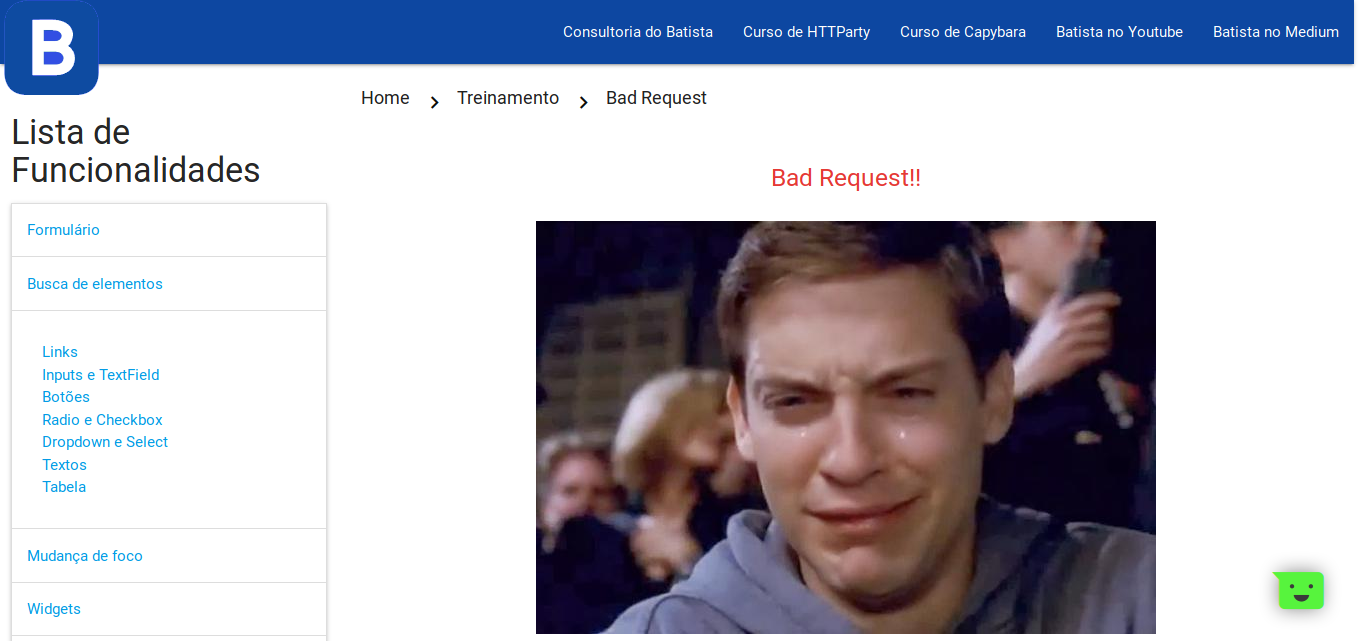 B
Consultoria do Batista
Curso de HTTParty
Curso de Capybara
Batista no Youtube
Batista no Medium
Home
Treinamento
Bad Request
Lista de
Funcionalidades
Formulário
Busca de elementos
Links
Inputs e TextField
Botões
Radio e Checkbox
Dropdown e Select
Textos
Tabela
Mudança de foco
Widgets
Bad Request!!